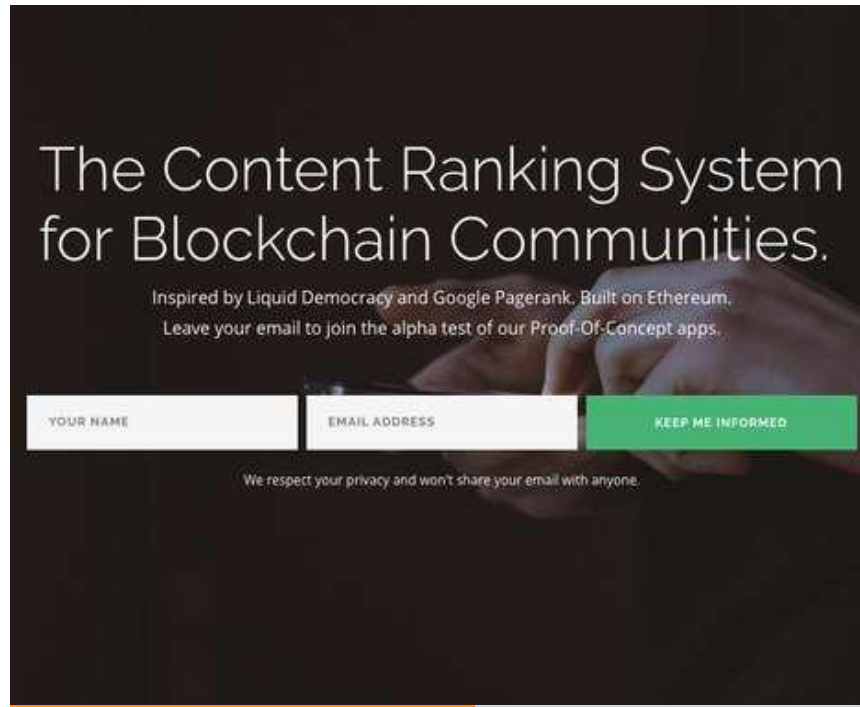 The Content Ranking System
for Blockchain Communities.
Inspired by Liquid Democracy and Google Pagerank. Built on Ethereum.
Leave your email to join the alpha test of our Proof-Of-Concept apps.
YOUR NAME
EMAIL ADDRESS
KEEP ME INFORMED
We respect your privacy and won't share your email with anyone.